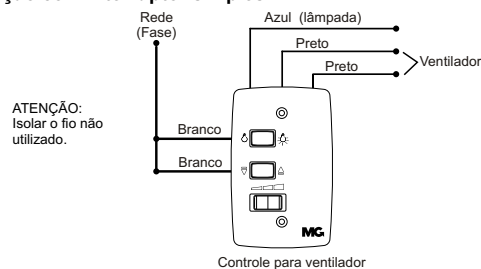 Rede
(Fase)
Azul (lâmpada)
Preto
Preto
Ventilador
ATENÇÃO:
Isolar o fio não
utilizado.
Branco
Branco
MG
Controle para ventilador